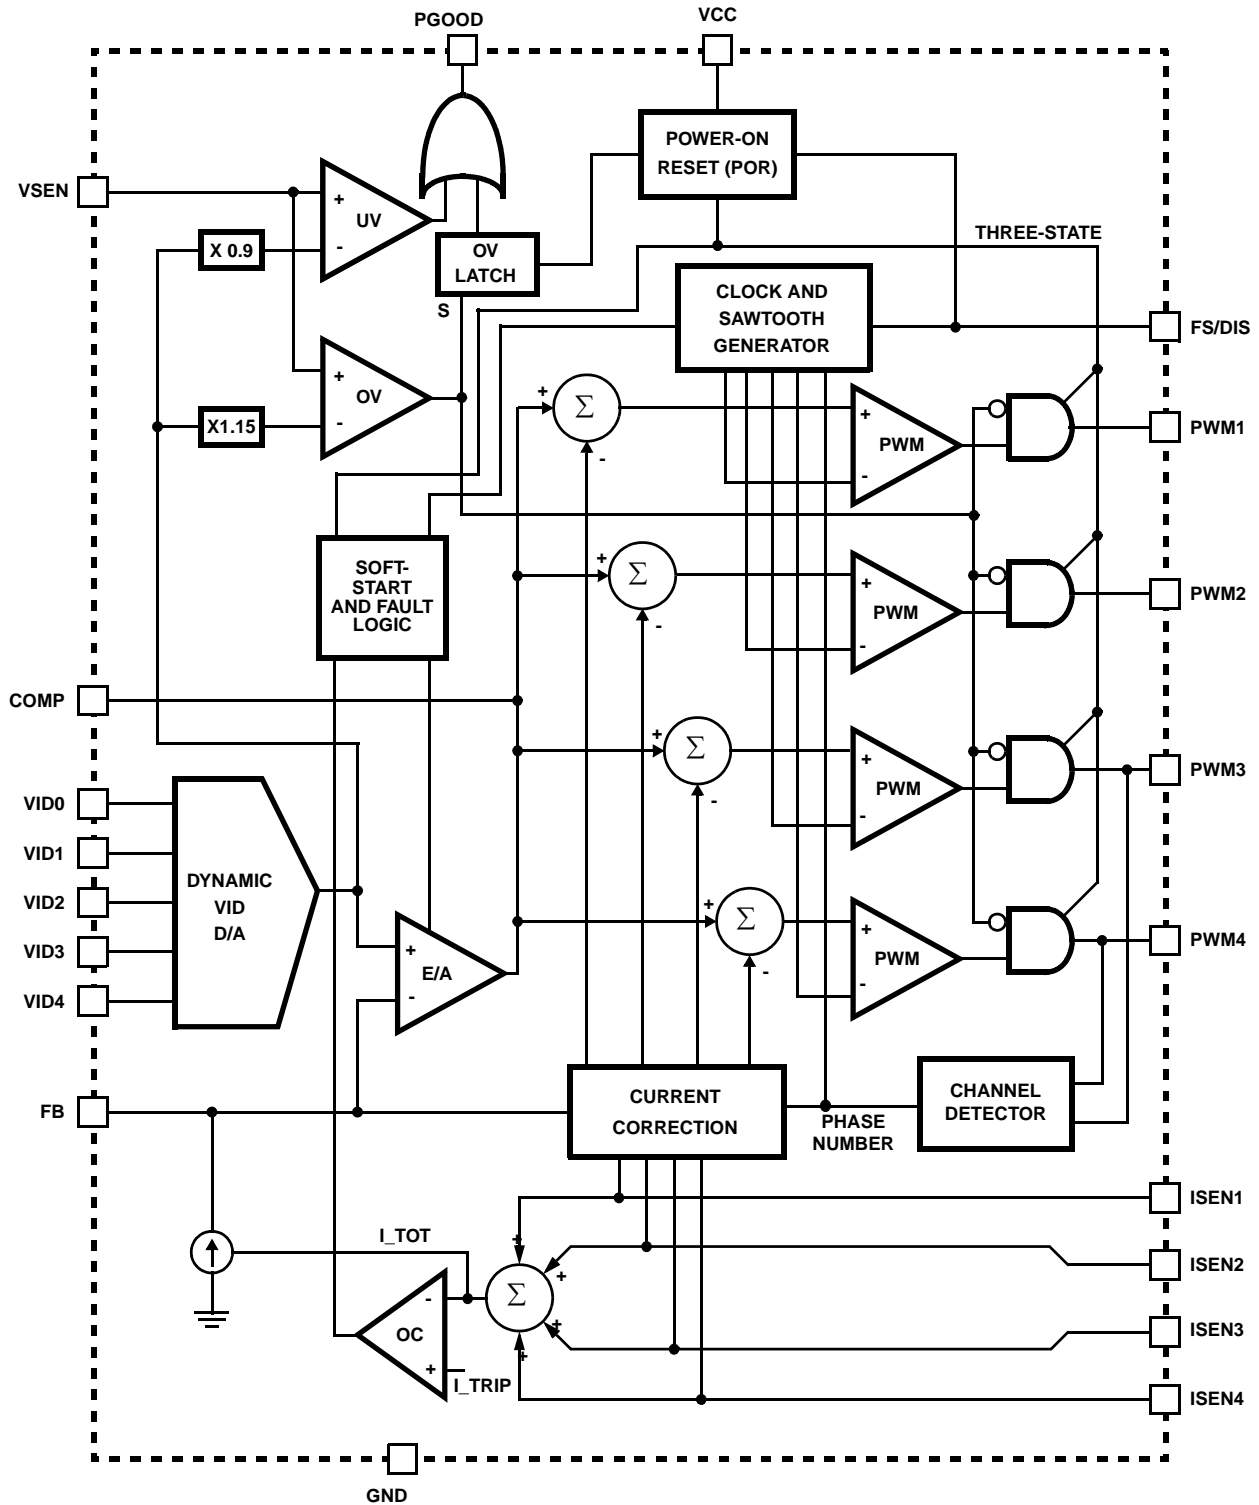 PGOOD
VCC
POWER-ON
RESET (POR)
VSEN
+
UV
-
X 0.9
OV
LATCH
S
THREE-STATE
CLOCK AND
SAWTOOTH
GENERATOR
FS/DIS
+
OV
-
X1.15
+
Σ
-
+
PWM
-
PWM1
SOFT-
START
AND FAULT
LOGIC
+
Σ
-
+
PWM
-
PWM2
COMP
+
Σ
-
+
PWM
-
PWM3
VID0
VID1
VID2
VID3
VID4
DYNAMIC
VID
D/A
+
E/A
-
+
Σ
-
+
PWM
-
PWM4
FB
CURRENT
CORRECTION
PHASE
NUMBER
CHANNEL
DETECTOR
ISEN1
I_TOT
+
+
Σ
+
+
ISEN2
-
OC
+
I_TRIP
ISEN3
ISEN4
GND